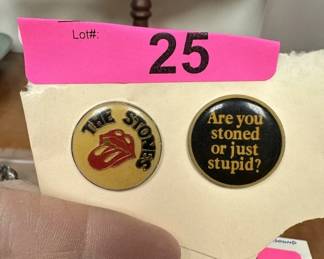 Lot#:
25
THE STONES
Are you
stoned
or just
stupid?